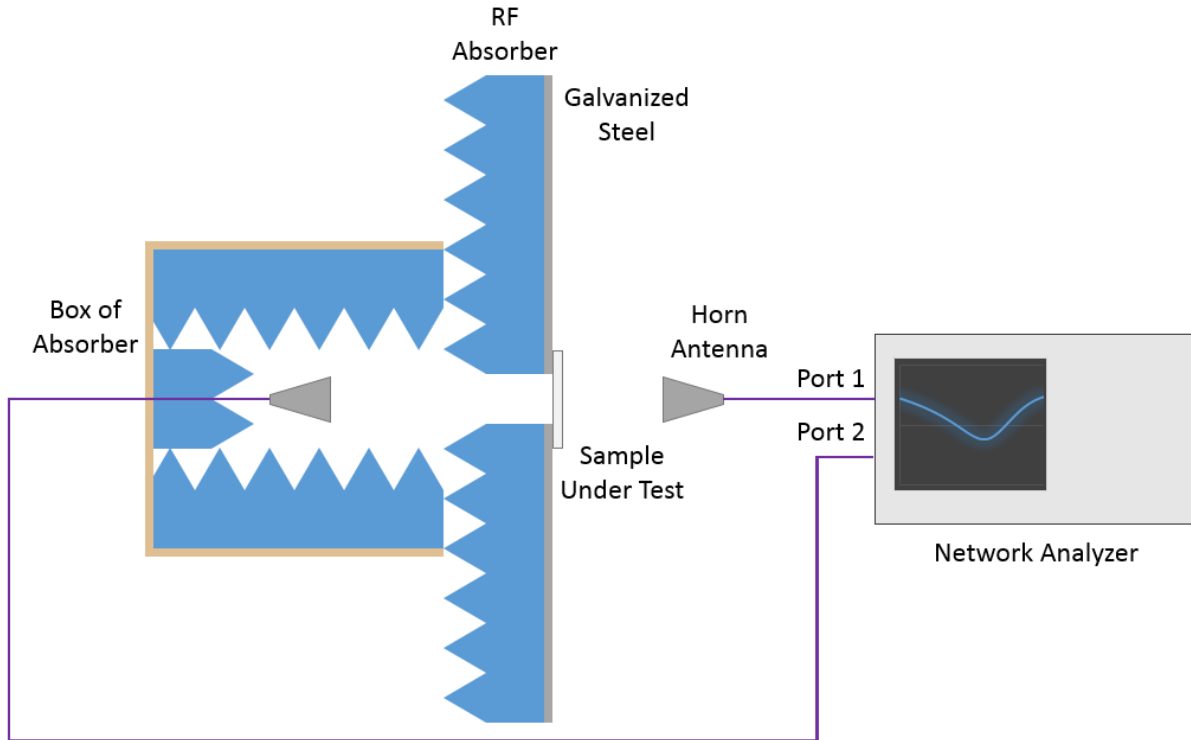 RF
Absorber
Galvanized
Steel
Box of
Absorber
Horn
Antenna
Port 1
Port 2
Sample
Under Test
Network Analyzer